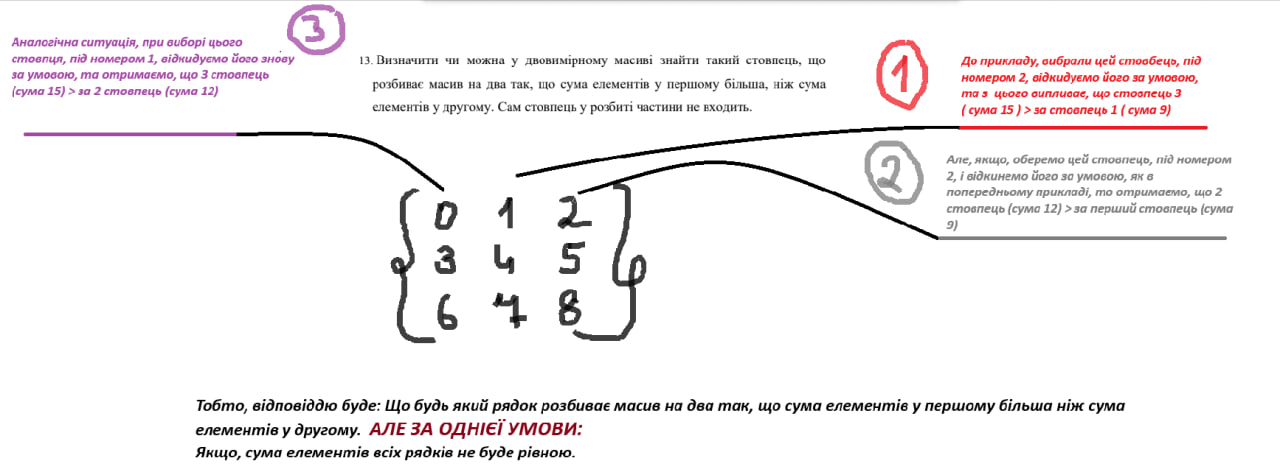 3
Аналогічна ситуація, при виборі цього
стовпця, під номером 1, відкидуємо його знову
за умовою, та отримаємо, що 3 стовпець
(сума 15) > за 2 стовпець (сума 12)
13. Визначити чи можна у двовимірному масиві знайти такий стовпець, що
розбиває масив на два так, що сума елементів у першому більша, ніж сума
елементів у другому. Сам стовпець у розбиті частини не входить.
1
До прикладу, вибрали цей стовбець, під
номером 2, відкидуємо його за умовою,
та з цього випливає, що стовпець 3
( сума 15 ) > за стовпець 1 ( сума 9)
2
Але, якщо, оберемо цей стовпець, під номером
2, і відкинемо його за умовою, як в
попередньому прикладі, то отримаємо, що 2
стовпець (сума 12) > за перший стовпець (сума
9)
0 1 2
3 4 5
6 7 8
Тобто, відповіддю буде: Що будь який рядок розбиває масив на два так, що сума елементів у першому більша ніж сума
елементів у другому. АЛЕ ЗА ОДНІЄЇ УМОВИ:
Якщо, сума елементів всіх рядків не буде рівною.